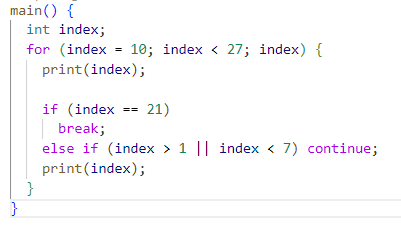 main() {
  int index;
  for (index = 10; index < 27; index) {
    print(index);

    if (index == 21)
      break;
    else if (index > 1 || index < 7) continue;
    print(index);
  }
}